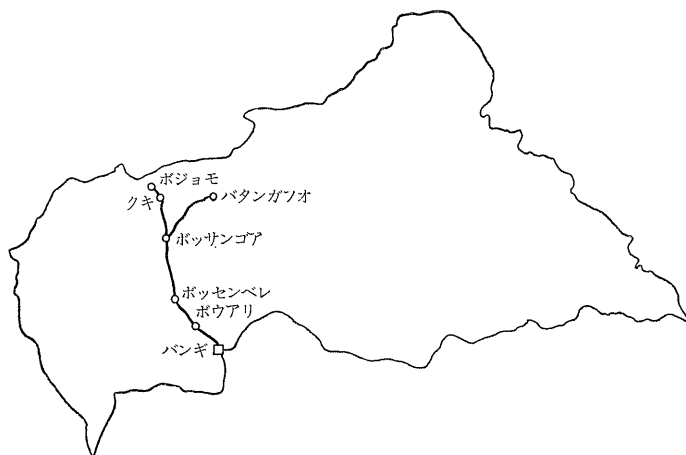 ボジョモ
クキ
バタンガフオ
ボッサンゴア
ボッセンベレ
ボウアリ
バンギ